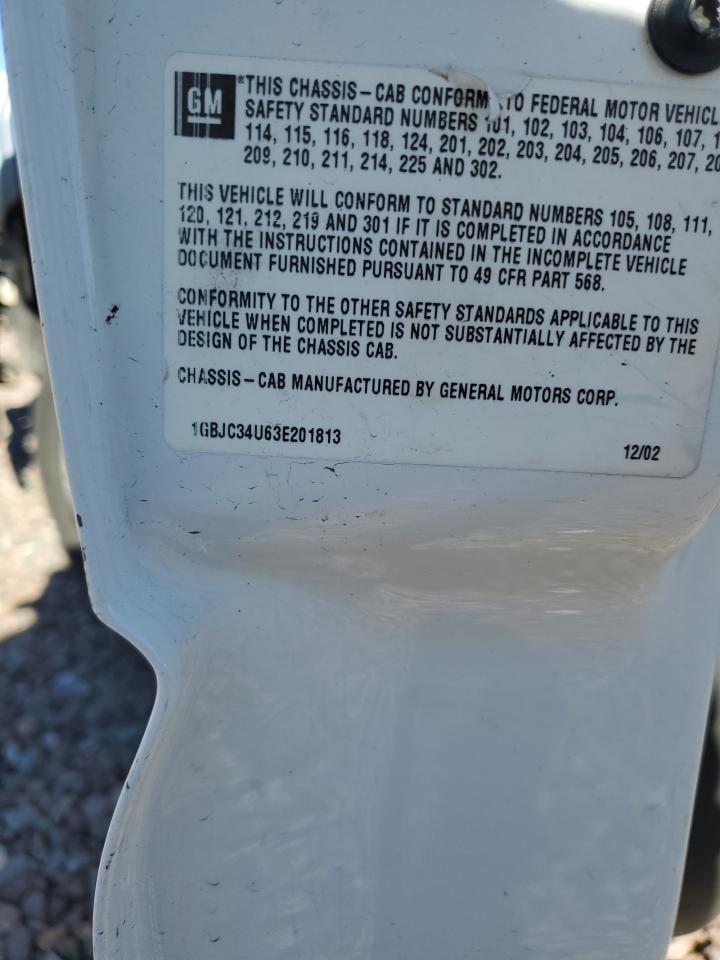 GM
®THIS CHASSIS-CAB CONFORM TO FEDERAL MOTOR VEHICL
SAFETY STANDARD NUMBERS 101, 102, 103, 104, 106, 107, 1
114, 115, 116, 118, 124, 201, 202, 203, 204, 205, 206, 207, 20
209, 210, 211, 214, 225 AND 302.
THIS VEHICLE WILL CONFORM TO STANDARD NUMBERS 105, 108, 111,
120, 121, 212, 219 AND 301 IF IT IS COMPLETED IN ACCORDANCE
WITH THE INSTRUCTIONS CONTAINED IN THE INCOMPLETE VEHICLE
DOCUMENT FURNISHED PURSUANT TO 49 CFR PART 568.
CONFORMITY TO THE OTHER SAFETY STANDARDS APPLICABLE TO THIS
VEHICLE WHEN COMPLETED IS NOT SUBSTANTIALLY AFFECTED BY THE
DESIGN OF THE CHASSIS CAB.
CHASSIS-CAB MANUFACTURED BY GENERAL MOTORS CORP.
1GBJC34U63E201813
12/02